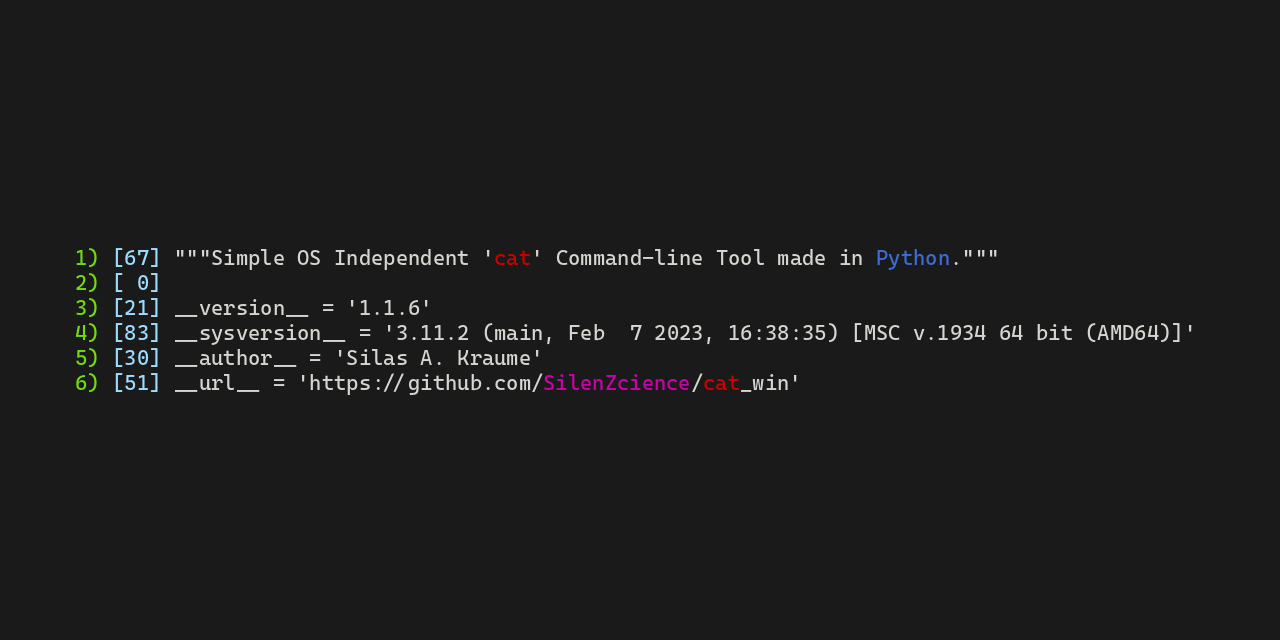 1) [67] """Simple OS Independent 'cat' Command-line Tool made in Python."""
2) [ 0]
3) [21] __version__ = '1.1.6'
4) [83] __sysversion__ = '3.11.2 (main, Feb  7 2023, 16:38:35) [MSC v.1934 64 bit (AMD64)]'
5) [30] __author__ = 'Silas A. Kraume'
6) [51] __url__ = 'https://github.com/SilenZcience/cat_win'